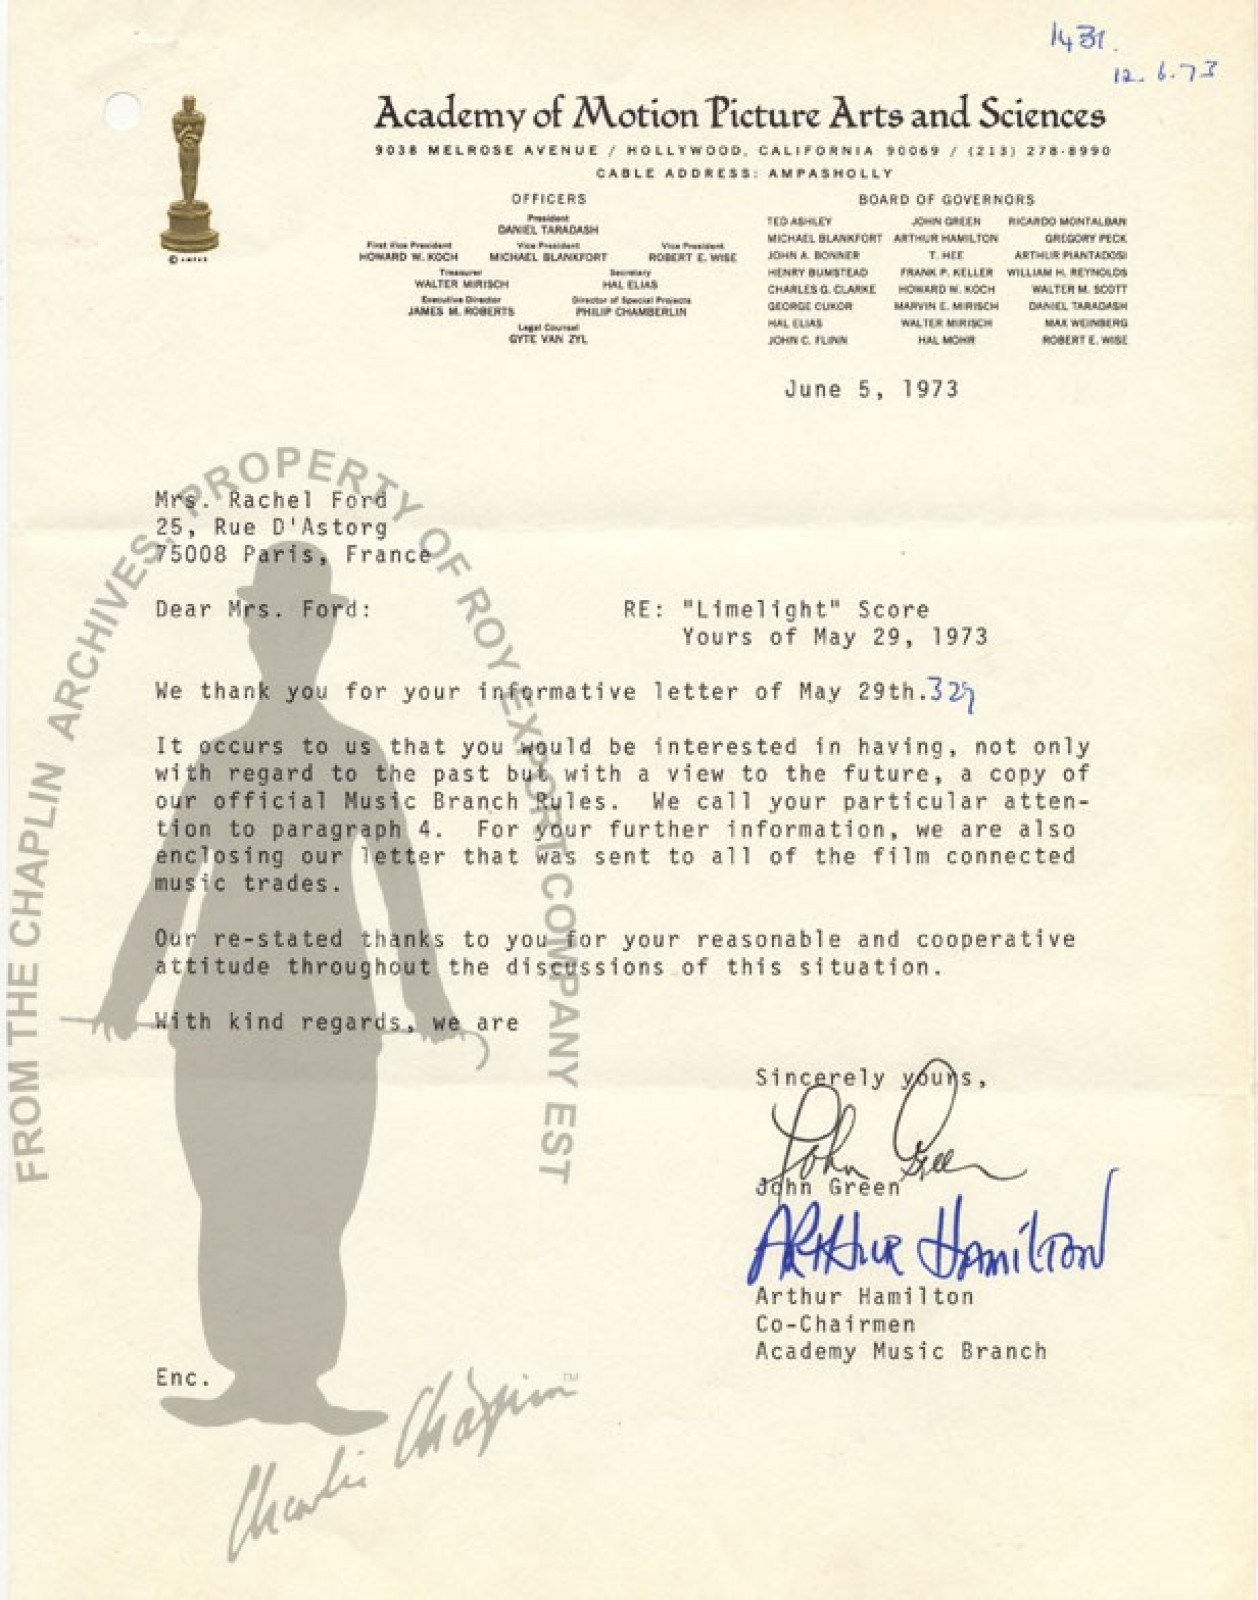 1431.
12.6.73
Academy of Motion Picture Arts and Sciences
9038 MELROSE AVENUE / HOLLYWOOD, CALIFORNIA 90069 / (213) 278-8990
CABLE ADDRESS: AMPASHOLLY
© AMPAS
OFFICERS
President
DANIEL TARADASH
First Vice President Vice President Vice President
HOWARD W. KOCH MICHAEL BLANKFORT ROBERT E. WISE
Treasurer Secretary
WALTER MIRISCH HAL ELIAS
Executive Director Director of Special Projects
JAMES M. ROBERTS PHILIP CHAMBERLIN
Legal Counsel
GYTE VAN ZYL
BOARD OF GOVERNORS
TED ASHLEY JOHN GREEN RICARDO MONTALBAN
MICHAEL BLANKFORT ARTHUR HAMILTON GREGORY PECK
JOHN A. BONNER T. HEE ARTHUR PIANTADOSI
HENRY BUMSTEAD FRANK P. KELLER WILLIAM H. REYNOLDS
CHARLES G. CLARKE HOWARD W. KOCH WALTER M. SCOTT
GEORGE CUKOR MARVIN E. MIRISCH DANIEL TARADASH
HAL ELIAS WALTER MIRISCH MAX WEINBERG
JOHN C. FLINN HAL MOHR ROBERT E. WISE
June 5, 1973
Mrs. Rachel Ford
25, Rue D'Astorg
75008 Paris, France
Dear Mrs. Ford: RE: "Limelight" Score
Yours of May 29, 1973
We thank you for your informative letter of May 29th. 329
It occurs to us that you would be interested in having, not only
with regard to the past but with a view to the future, a copy of
our official Music Branch Rules. We call your particular atten-
tion to paragraph 4. For your further information, we are also
enclosing our letter that was sent to all of the film connected
music trades.
Our re-stated thanks to you for your reasonable and cooperative
attitude throughout the discussions of this situation.
With kind regards, we are
Sincerely yours,
John Green
John Green
Arthur Hamilton
Arthur Hamilton
Co-Chairmen
Academy Music Branch
Enc.
FROM THE CHAPLIN ARCHIVES, PROPERTY OF ROY EXPORT COMPANY EST
Charlie Chaplin TM